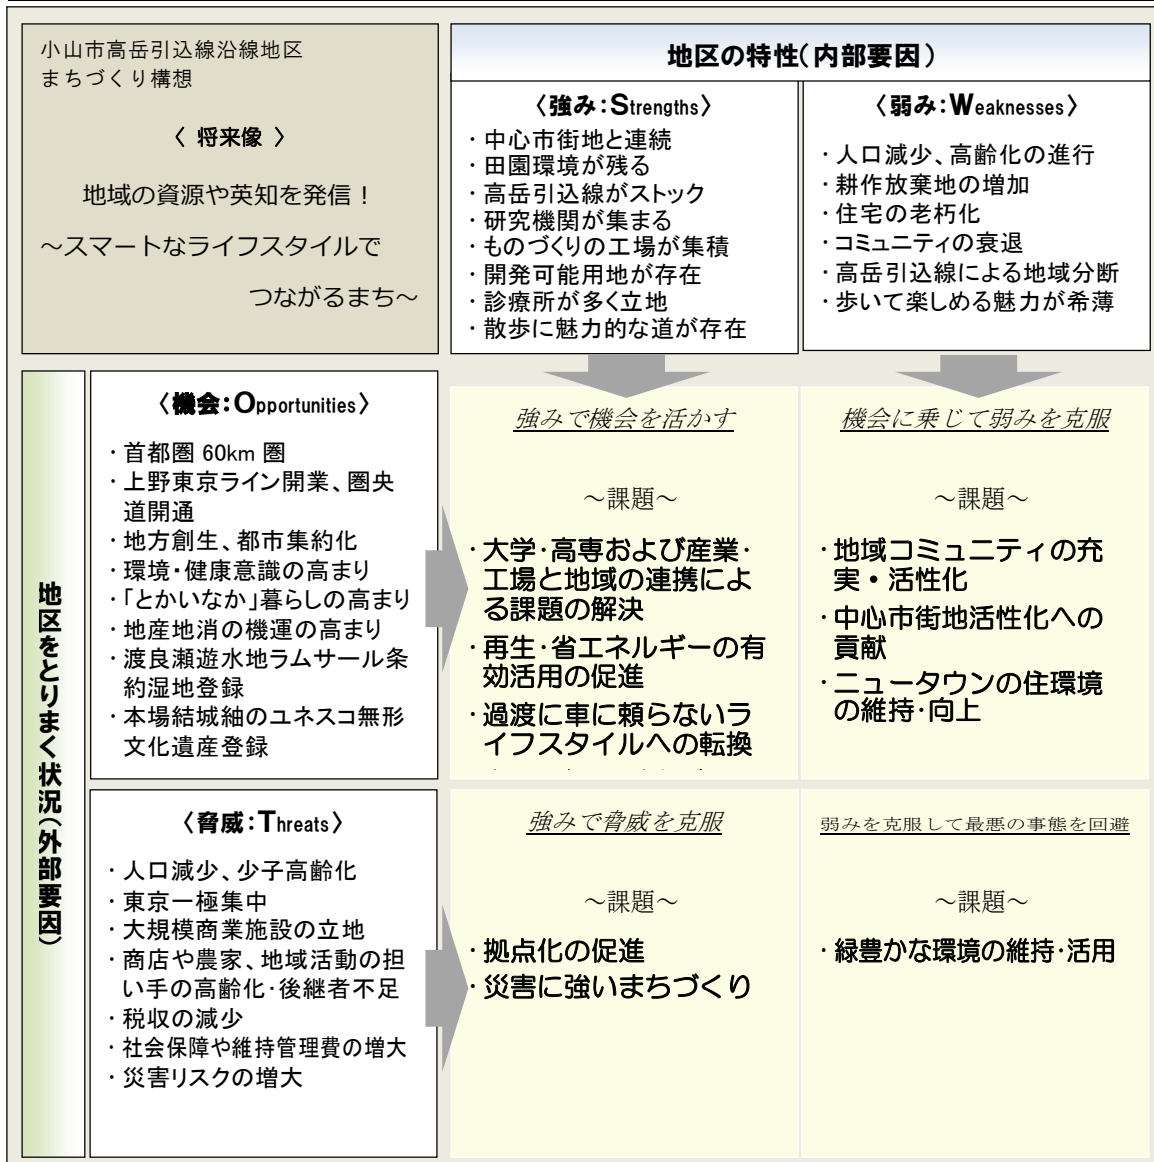 小山市高岳引込線沿線地区
まちづくり構想
〈 将来像 〉
地域の資源や英知を発信！
～スマートなライフスタイルで
つながるまち～
地区の特性（内部要因）
〈強み：Strengths〉
・中心市街地と連続
・田園環境が残る
・高岳引込線がストック
・研究機関が集まる
・ものづくりの工場が集積
・開発可能用地が存在
・診療所が多く立地
・散歩に魅力的な道が存在
〈弱み：Weaknesses〉
・人口減少、高齢化の進行
・耕作放棄地の増加
・住宅の老朽化
・コミュニティの衰退
・高岳引込線による地域分断
・歩いて楽しめる魅力が希薄
地区をとりまく状況（外部要因）
〈機会：Opportunities〉
・首都圏 60km 圏
・上野東京ライン開業、圏央
道開通
・地方創生、都市集約化
・環境・健康意識の高まり
・「とかいなか」暮らしの高まり
・地産地消の機運の高まり
・渡良瀬遊水地ラムサール条
約湿地登録
・本場結城紬のユネスコ無形
文化遺産登録
強みで機会を活かす
～課題～
・大学・高専および産業・
工場と地域の連携によ
る課題の解決
・再生・省エネルギーの有
効活用の促進
・過渡に車に頼らないラ
イフスタイルへの転換
機会に乗じて弱みを克服
～課題～
・地域コミュニティの充
実・活性化
・中心市街地活性化への
貢献
・ニュータウンの住環境
の維持・向上
〈脅威：Threats〉
・人口減少、少子高齢化
・東京一極集中
・大規模商業施設の立地
・商店や農家、地域活動の担
い手の高齢化・後継者不足
・税収の減少
・社会保障や維持管理費の増大
・災害リスクの増大
強みで脅威を克服
～課題～
・拠点化の促進
・災害に強いまちづくり
弱みを克服して最悪の事態を回避
～課題～
・緑豊かな環境の維持・活用